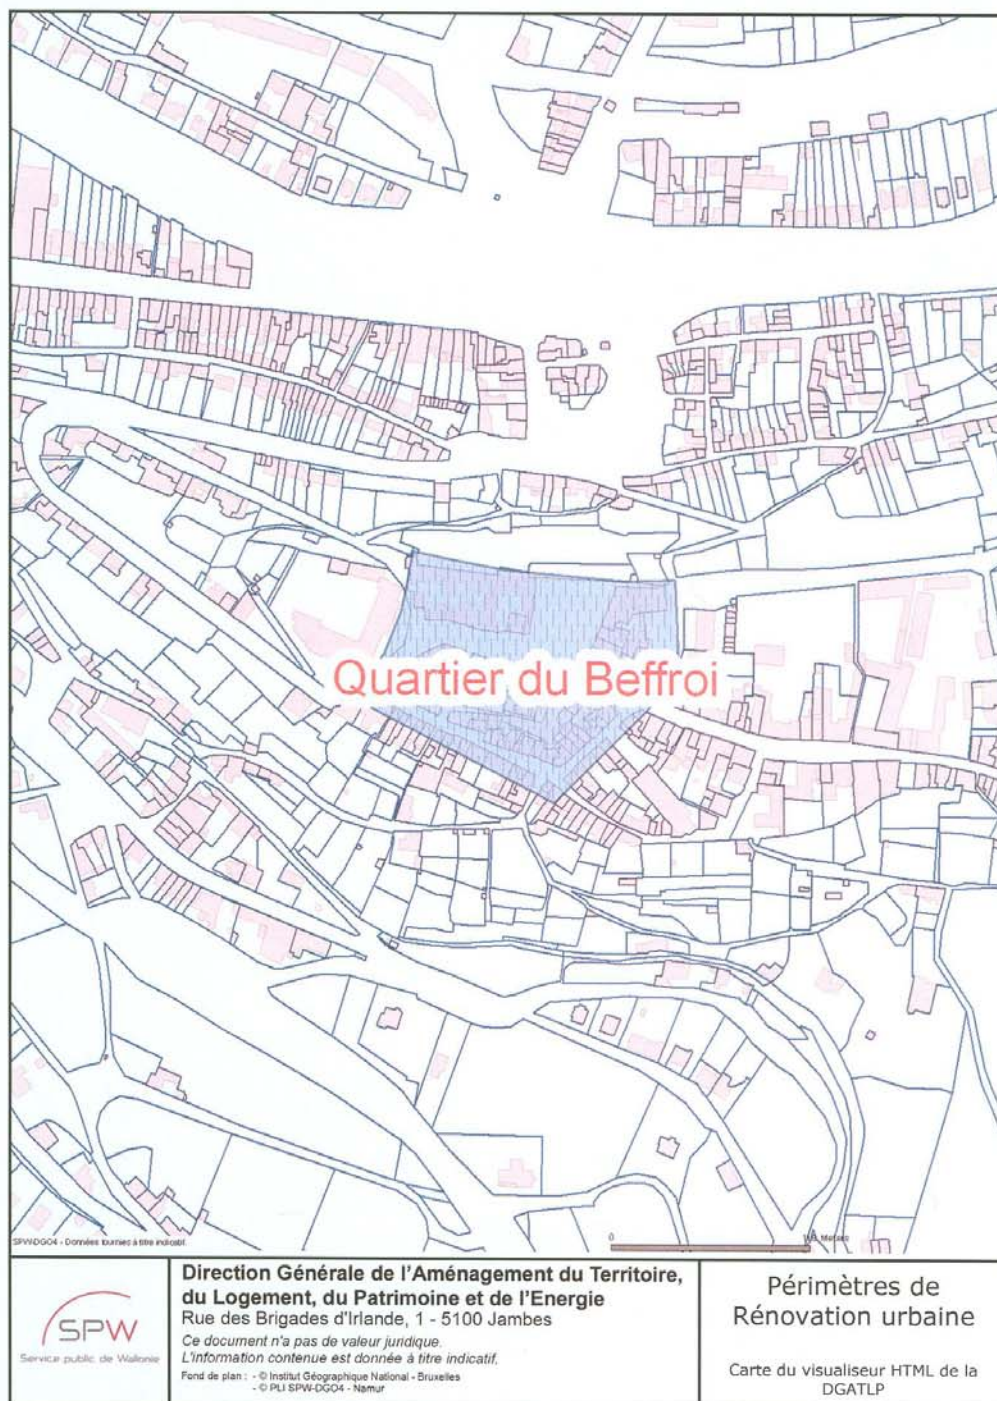 Quartier du Beffroi
SPW-DGO4 - Données fournies à titre indicatif.
0
Mètres
SPW
Service public de Wallonie
Direction Générale de l'Aménagement du Territoire,
du Logement, du Patrimoine et de l'Energie
Rue des Brigades d'Irlande, 1 - 5100 Jambes
Ce document n'a pas de valeur juridique.
L'information contenue est donnée à titre indicatif.
Fond de plan : - © Institut Géographique National - Bruxelles
- © PLI SPW-DGO4 - Namur
Périmètres de
Rénovation urbaine
Carte du visualiseur HTML de la
DGATLP